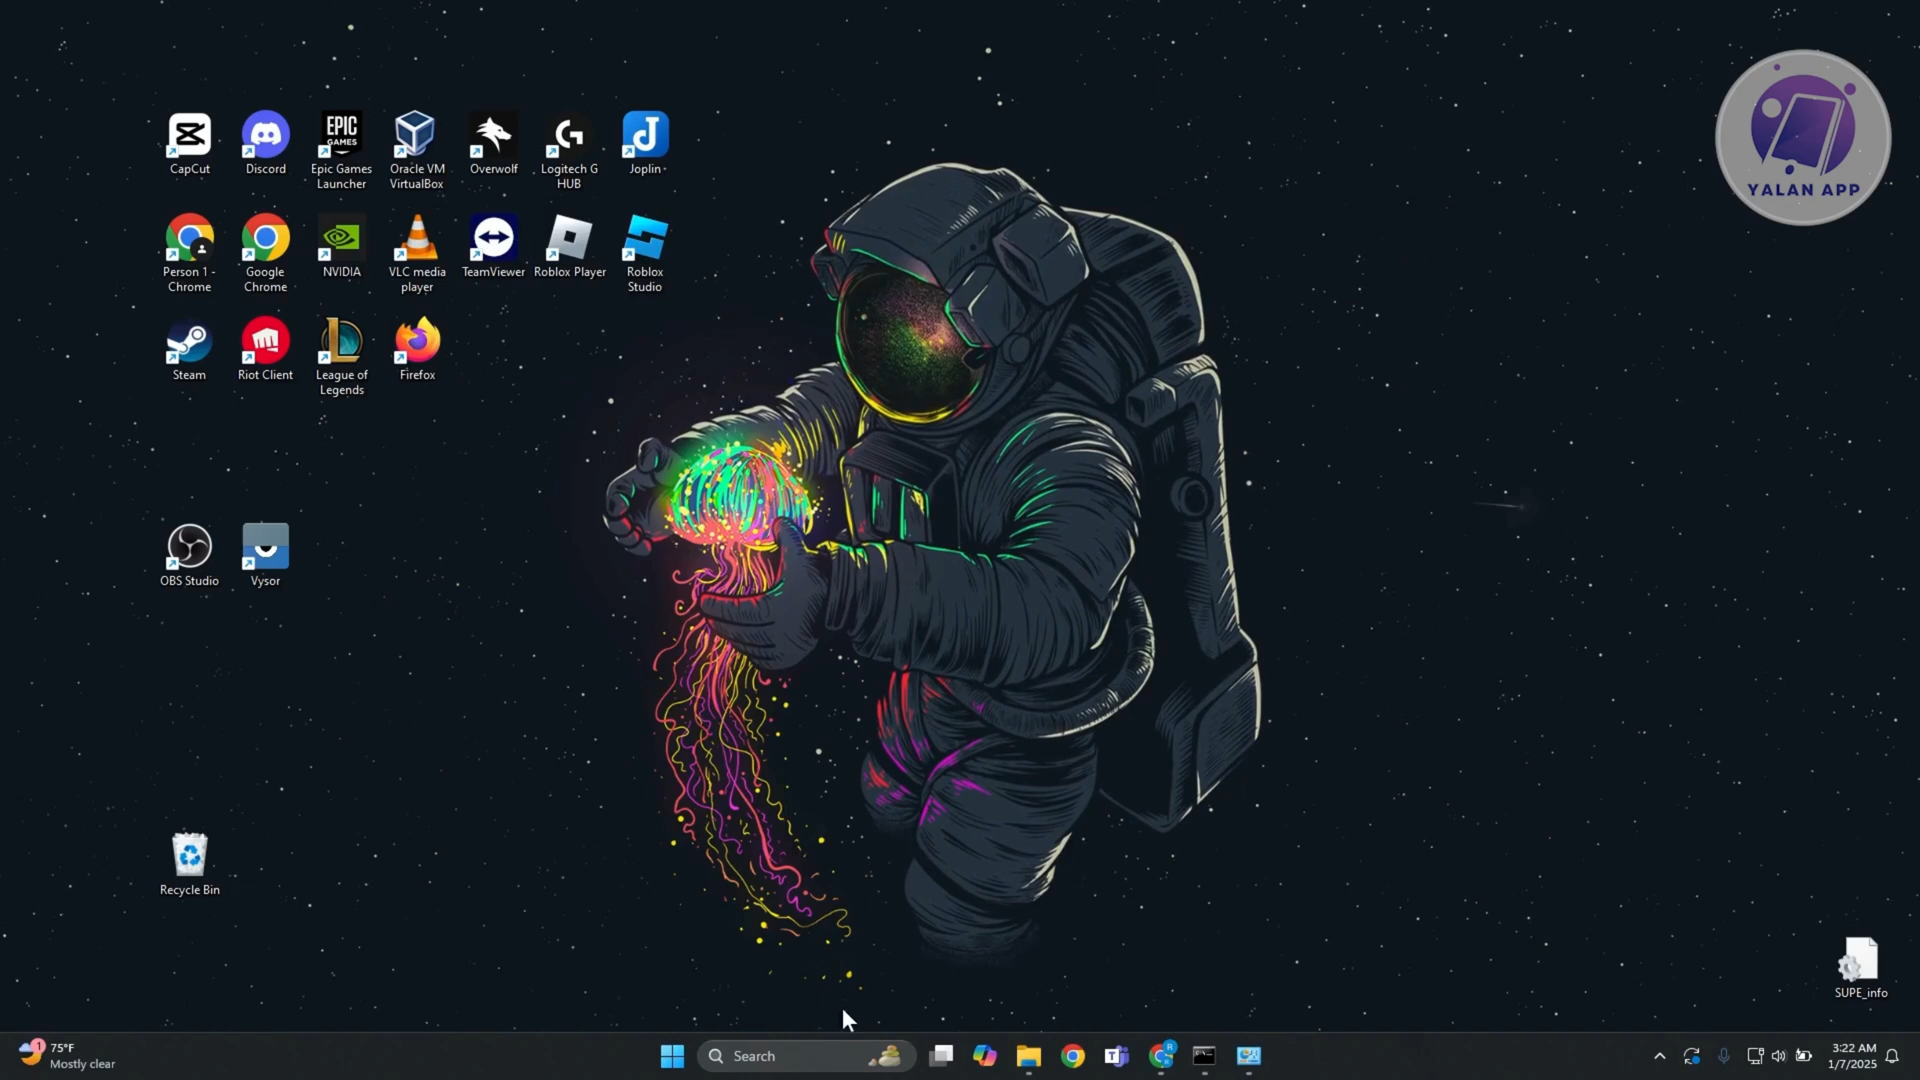 YALAN APP
EPIC
GAMES
CapCut
Discord
Epic Games
Launcher
Oracle VM
VirtualBox
Overwolf
Logitech G
HUB
Joplin
Person 1 -
Chrome
Google
Chrome
NVIDIA
VLC media
player
TeamViewer
Roblox Player
Roblox
Studio
Steam
Riot Client
League of
Legends
Firefox
OBS Studio
Vysor
Recycle Bin
SUPE_info
1
75°F
Mostly clear
Search
R
3:22 AM
1/7/2025